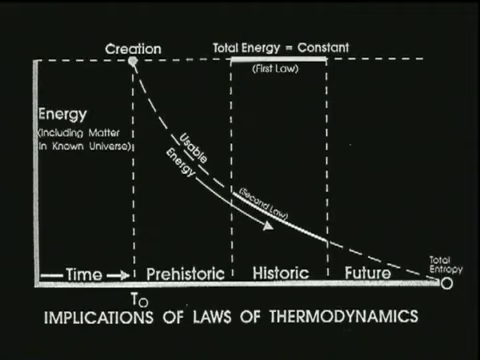 Creation
Total Energy = Constant
(First Law)
Energy
(Including Matter
in Known Universe)
Usable
Energy
(Second Law)
Total
Entropy
Time
Prehistoric
Historic
Future
To
IMPLICATIONS OF LAWS OF THERMODYNAMICS